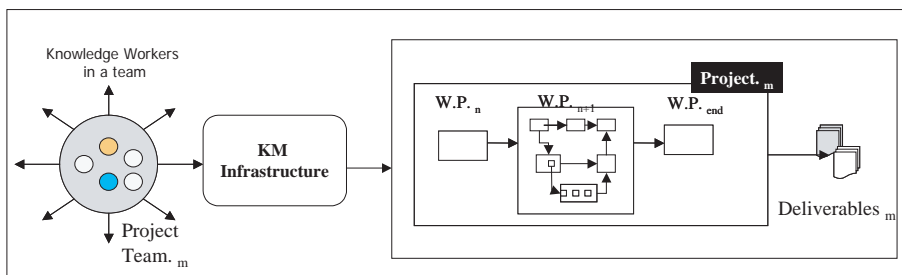 Knowledge Workers
in a team
Project. m
W.P. n
W.P. n+1
W.P. end
KM
Infrastructure
Project
Team. m
Deliverables m